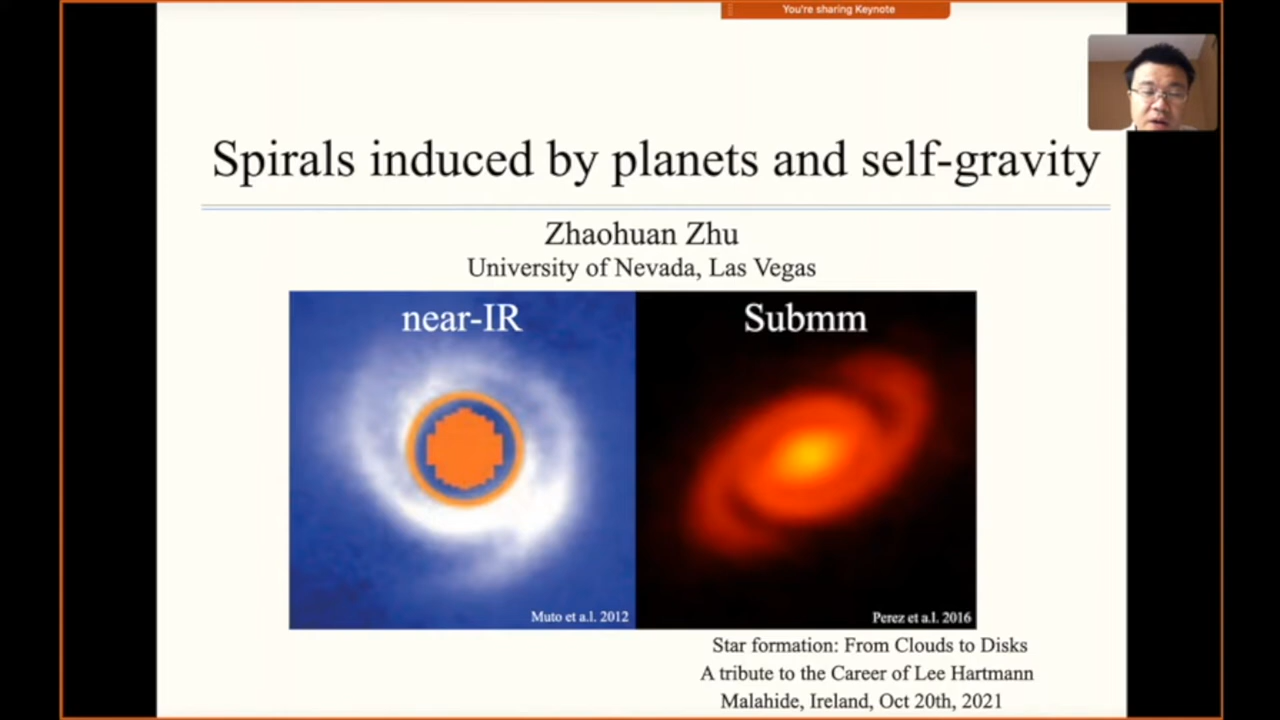 You're sharing Keynote
Spirals induced by planets and self-gravity
Zhaohuan Zhu
University of Nevada, Las Vegas
near-IR
Submm
Muto et a.l. 2012
Perez et a.l. 2016
Star formation: From Clouds to Disks
A tribute to the Career of Lee Hartmann
Malahide, Ireland, Oct 20th, 2021